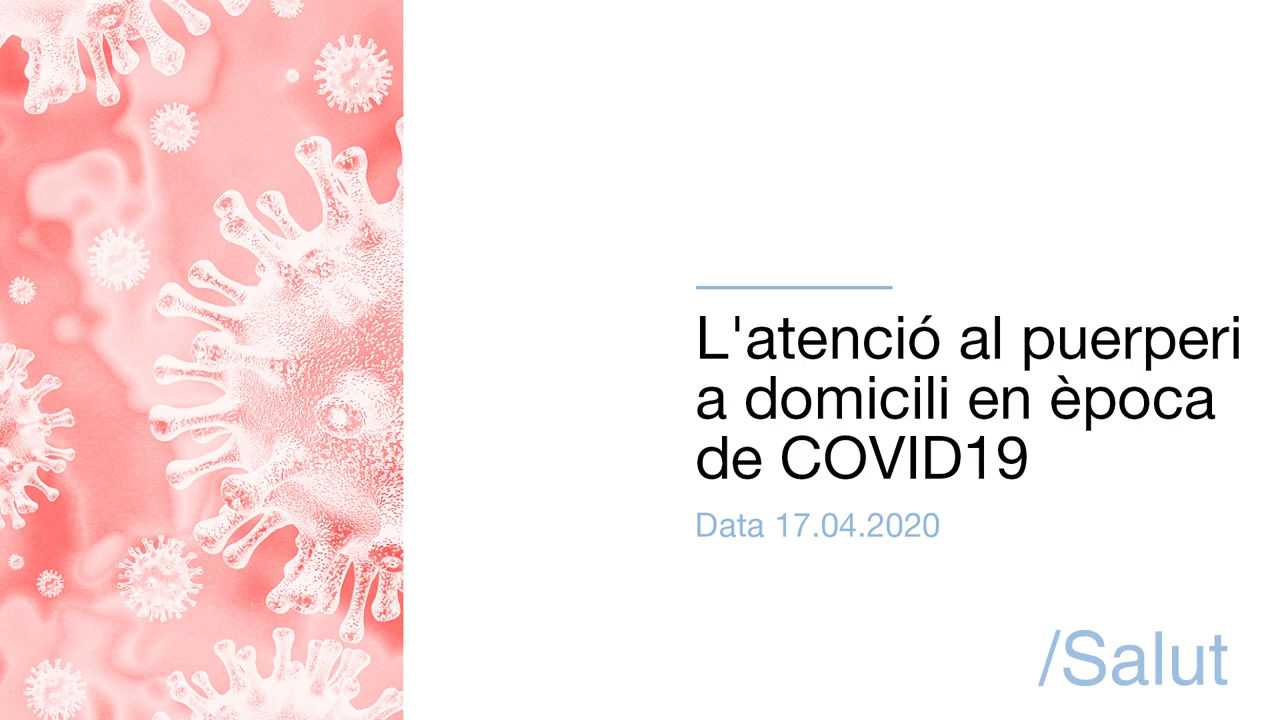 L'atenció al puerperi
a domicili en època
de COVID19
Data 17.04.2020
/Salut